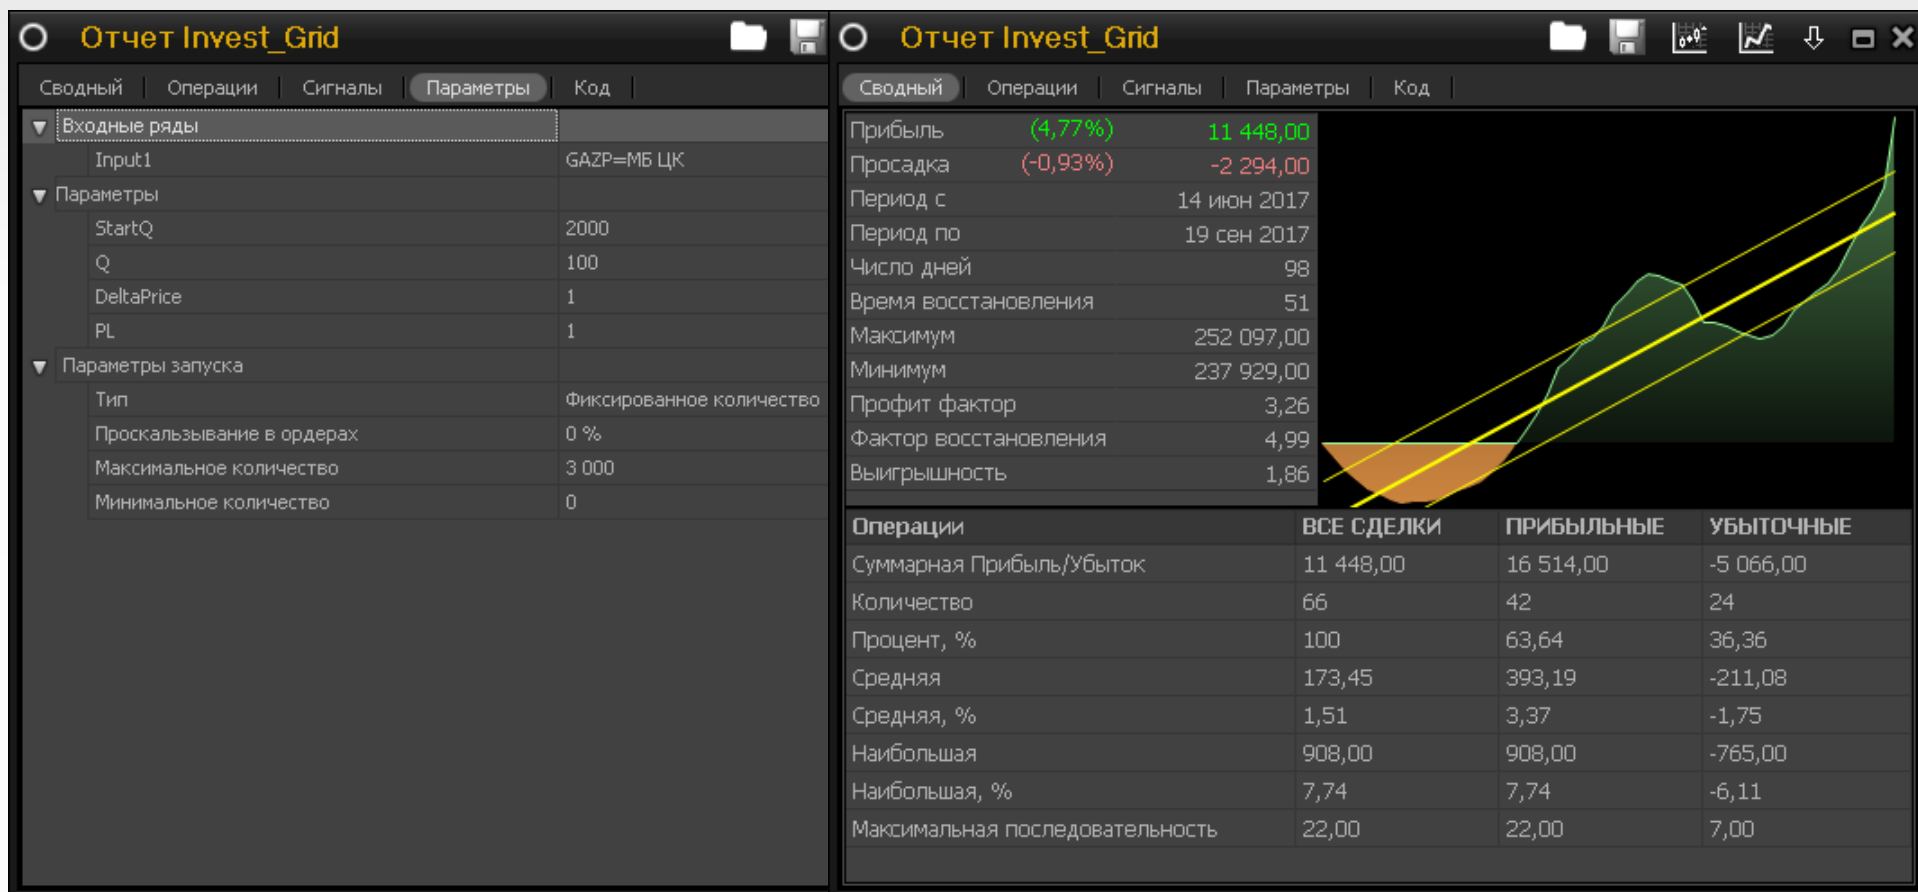 Отчет Invest_Grid
Сводный Операции Сигналы Параметры Код
Входные ряды
Input1 GAZP=МБ ЦК
Параметры
StartQ 2000
Q 100
DeltaPrice 1
PL 1
Параметры запуска
Тип Фиксированное количество
Проскальзывание в ордерах 0 %
Максимальное количество 3 000
Минимальное количество 0
Отчет Invest_Grid
Сводный Операции Сигналы Параметры Код
Прибыль (4,77%) 11 448,00
Просадка (-0,93%) -2 294,00
Период с 14 июн 2017
Период по 19 сен 2017
Число дней 98
Время восстановления 51
Максимум 252 097,00
Минимум 237 929,00
Профит фактор 3,26
Фактор восстановления 4,99
Выигрышность 1,86
Операции ВСЕ СДЕЛКИ ПРИБЫЛЬНЫЕ УБЫТОЧНЫЕ
Суммарная Прибыль/Убыток 11 448,00 16 514,00 -5 066,00
Количество 66 42 24
Процент, % 100 63,64 36,36
Средняя 173,45 393,19 -211,08
Средняя, % 1,51 3,37 -1,75
Наибольшая 908,00 908,00 -765,00
Наибольшая, % 7,74 7,74 -6,11
Максимальная последовательность 22,00 22,00 7,00